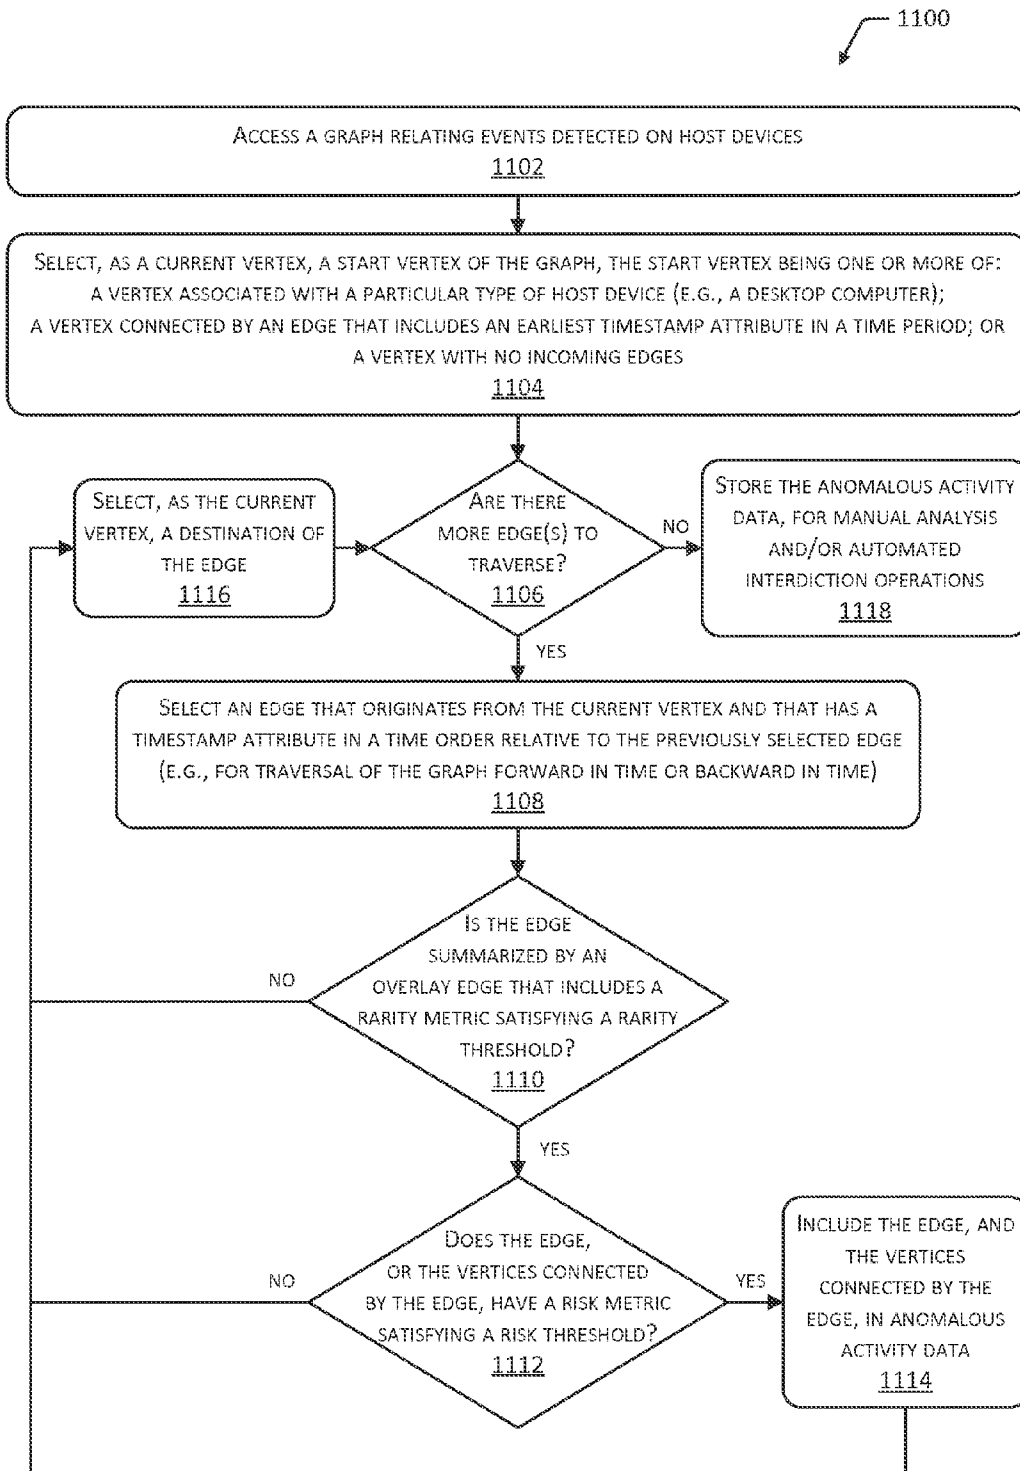 1100
ACCESS A GRAPH RELATING EVENTS DETECTED ON HOST DEVICES
1102
SELECT, AS A CURRENT VERTEX, A START VERTEX OF THE GRAPH, THE START VERTEX BEING ONE OR MORE OF:
A VERTEX ASSOCIATED WITH A PARTICULAR TYPE OF HOST DEVICE (E.G., A DESKTOP COMPUTER);
A VERTEX CONNECTED BY AN EDGE THAT INCLUDES AN EARLIEST TIMESTAMP ATTRIBUTE IN A TIME PERIOD; OR
A VERTEX WITH NO INCOMING EDGES
1104
SELECT, AS THE CURRENT
VERTEX, A DESTINATION OF
THE EDGE
1116
ARE THERE
MORE EDGE(S) TO
TRAVERSE?
1106
NO
STORE THE ANOMALOUS ACTIVITY
DATA, FOR MANUAL ANALYSIS
AND/OR AUTOMATED
INTERDICTION OPERATIONS
1118
YES
SELECT AN EDGE THAT ORIGINATES FROM THE CURRENT VERTEX AND THAT HAS A
TIMESTAMP ATTRIBUTE IN A TIME ORDER RELATIVE TO THE PREVIOUSLY SELECTED EDGE
(E.G., FOR TRAVERSAL OF THE GRAPH FORWARD IN TIME OR BACKWARD IN TIME)
1108
IS THE EDGE
SUMMARIZED BY AN
OVERLAY EDGE THAT INCLUDES A
RARITY METRIC SATISFYING A RARITY
THRESHOLD?
1110
NO
YES
DOES THE EDGE,
OR THE VERTICES CONNECTED
BY THE EDGE, HAVE A RISK METRIC
SATISFYING A RISK THRESHOLD?
1112
NO
YES
INCLUDE THE EDGE, AND
THE VERTICES
CONNECTED BY THE
EDGE, IN ANOMALOUS
ACTIVITY DATA
1114